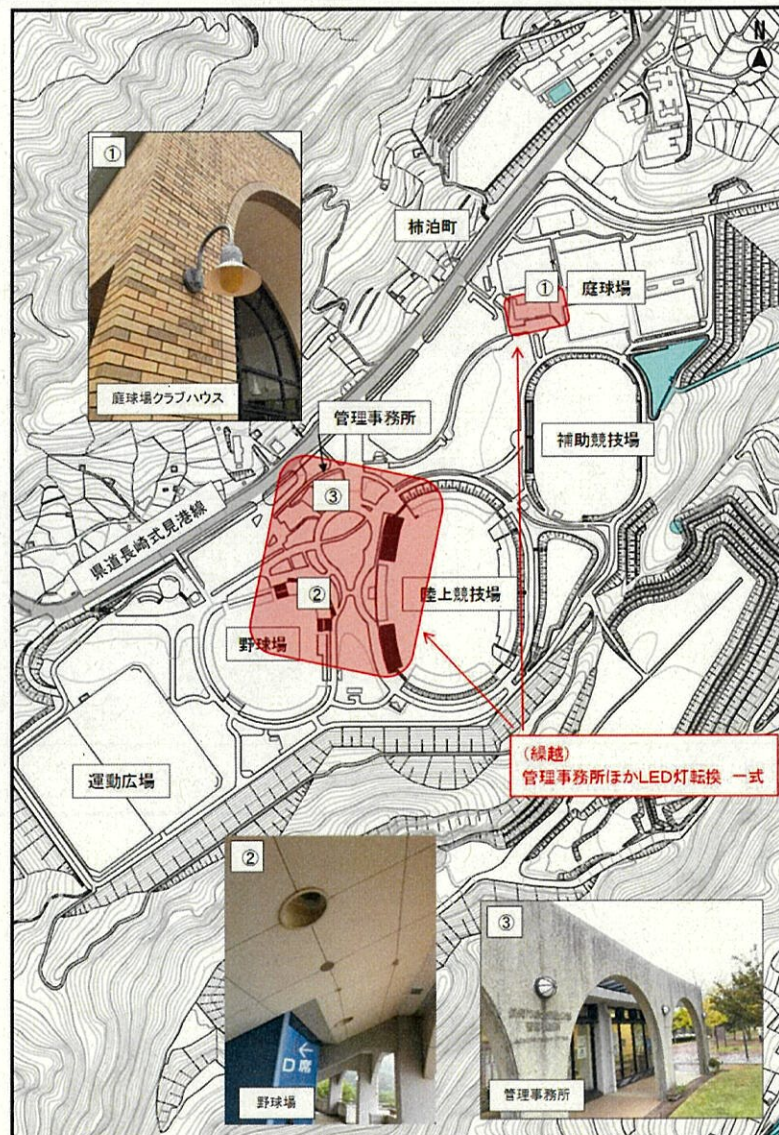 N
①
柿泊町
①
庭球場
庭球場クラブハウス
管理事務所
補助競技場
③
県道長崎式見港線
②
陸上競技場
野球場
(繰越)
管理事務所ほかLED灯転換 一式
運動広場
②
③
←
D席
野球場
管理事務所